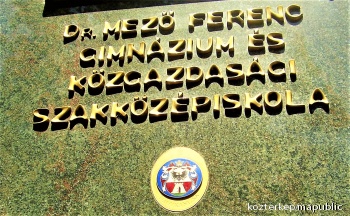 DR. MEZŐ FERENC
GIMNÁZIUM ÉS
KÖZGAZDASÁGI
SZAKKÖZÉPISKOLA
kozterkep.mapublic